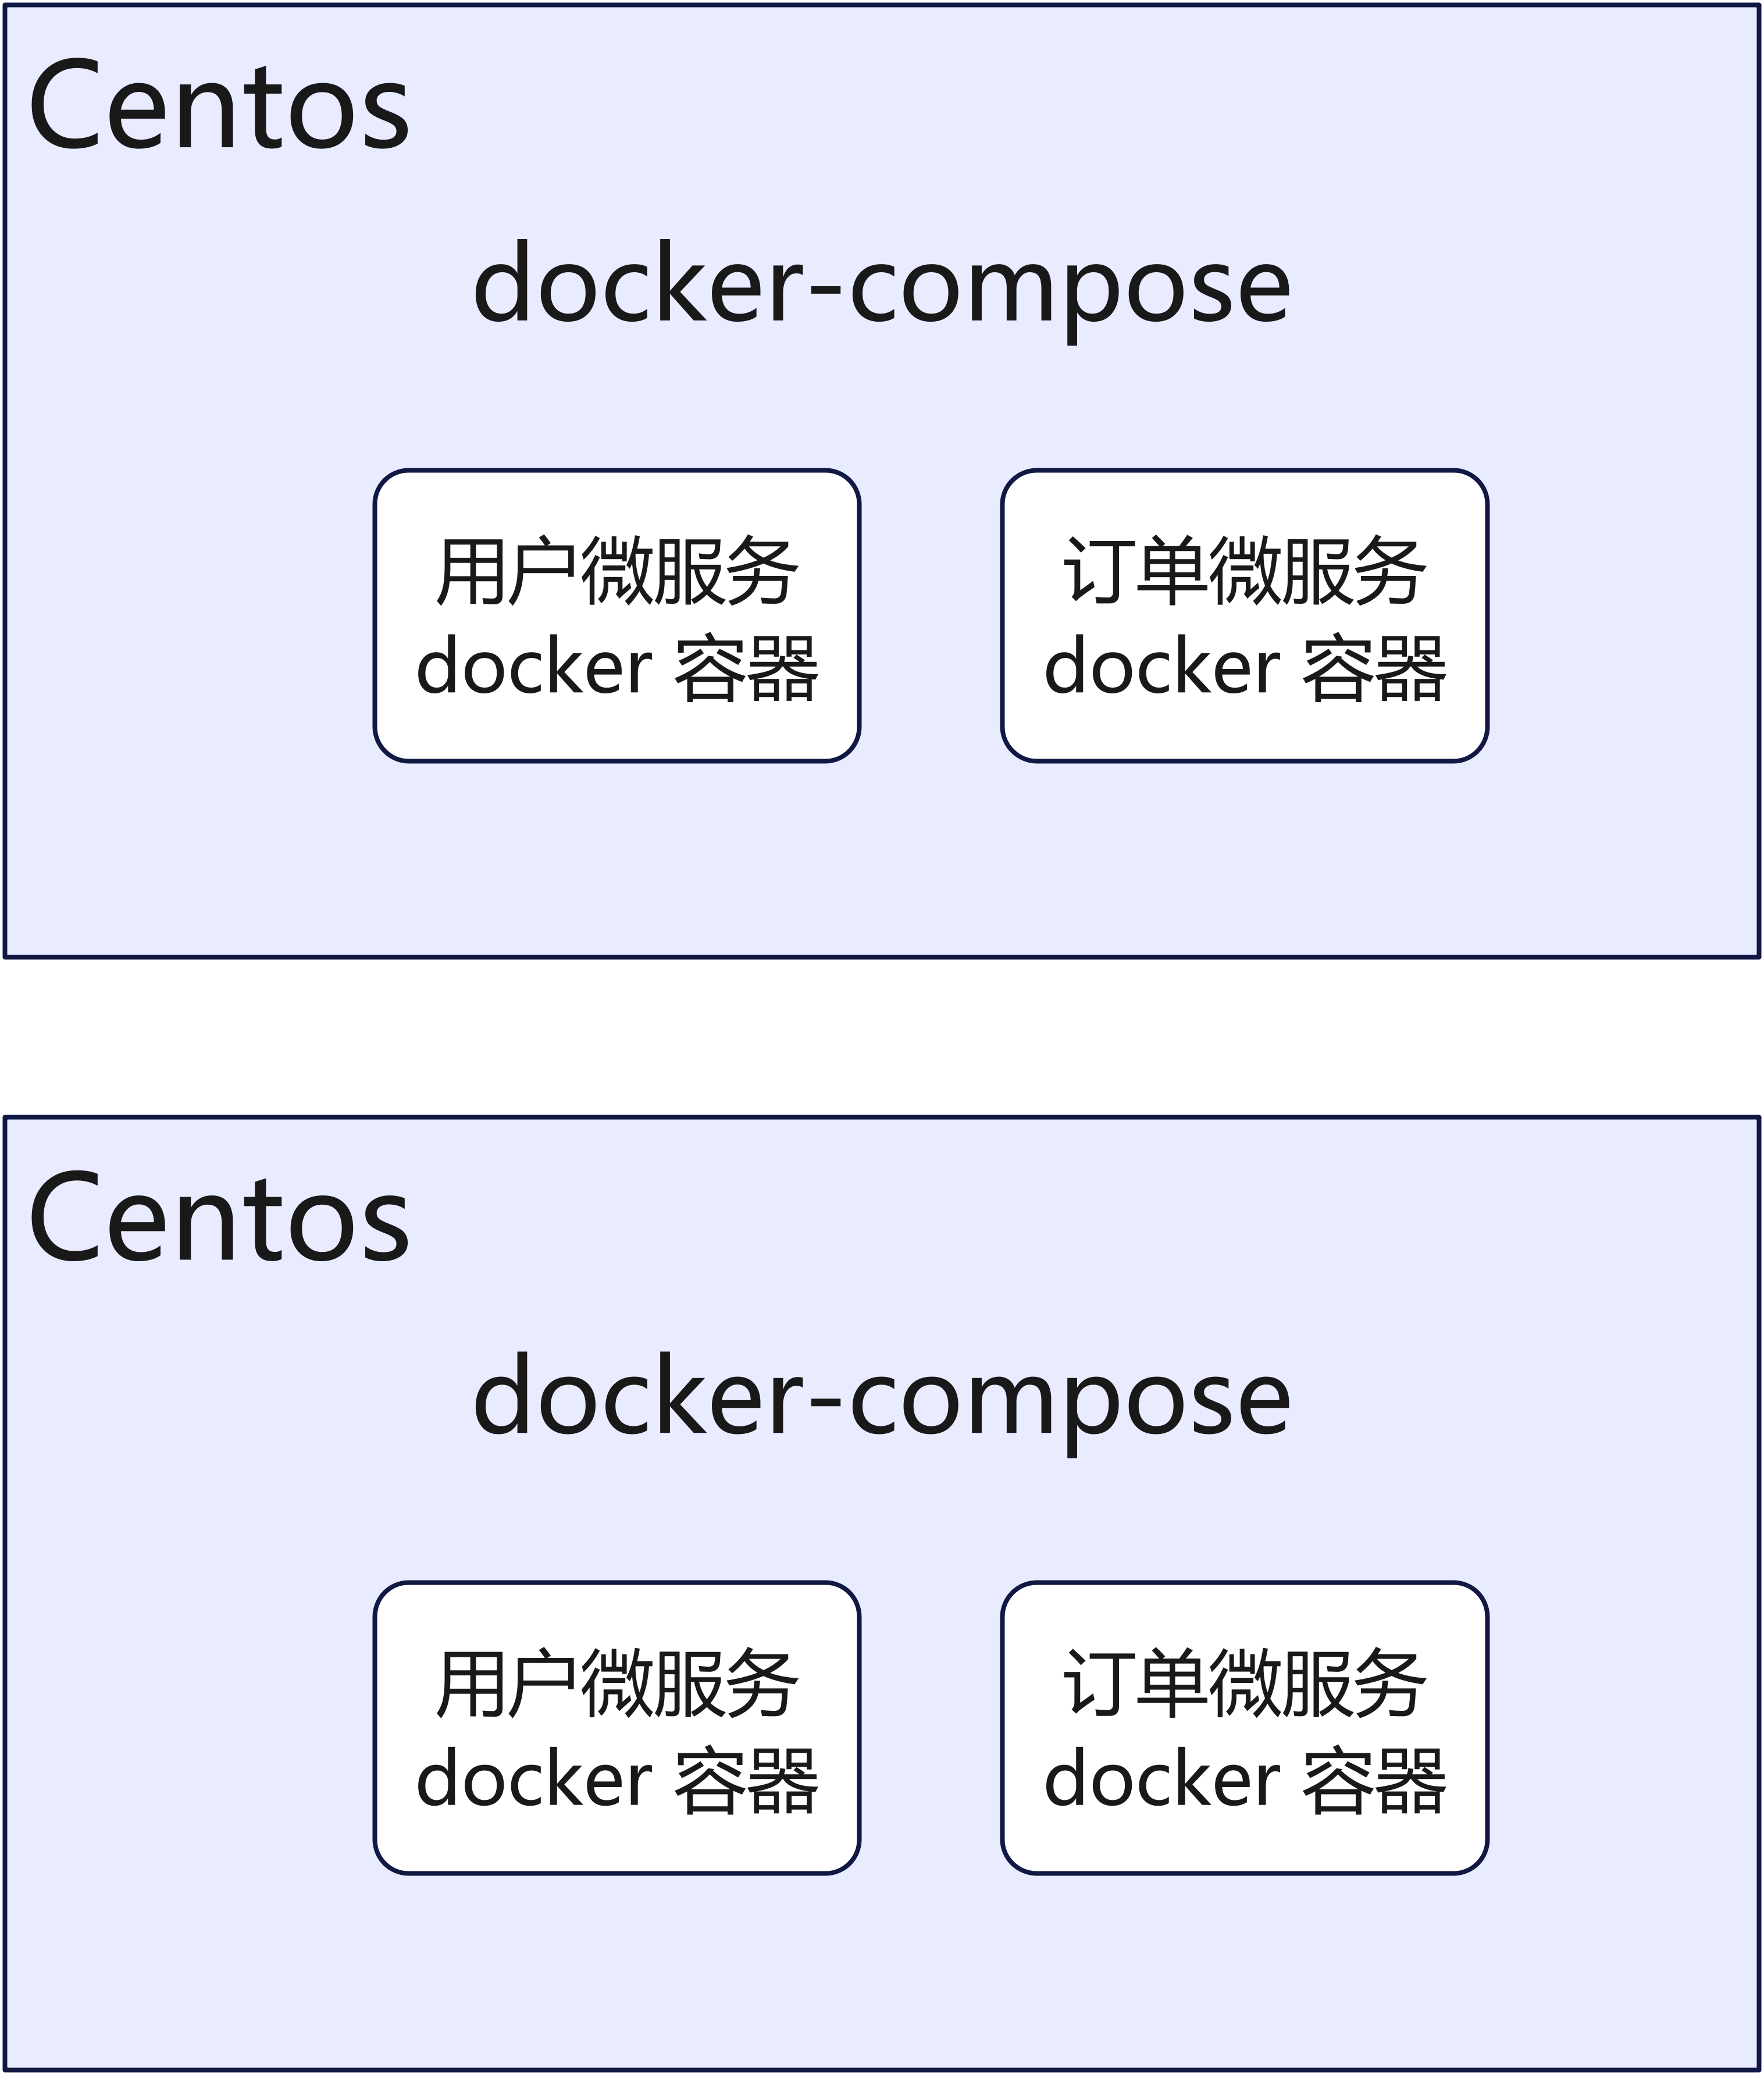 Centos
docker-compose
用户微服务
docker 容器
订单微服务
docker 容器
Centos
docker-compose
用户微服务
docker 容器
订单微服务
docker 容器